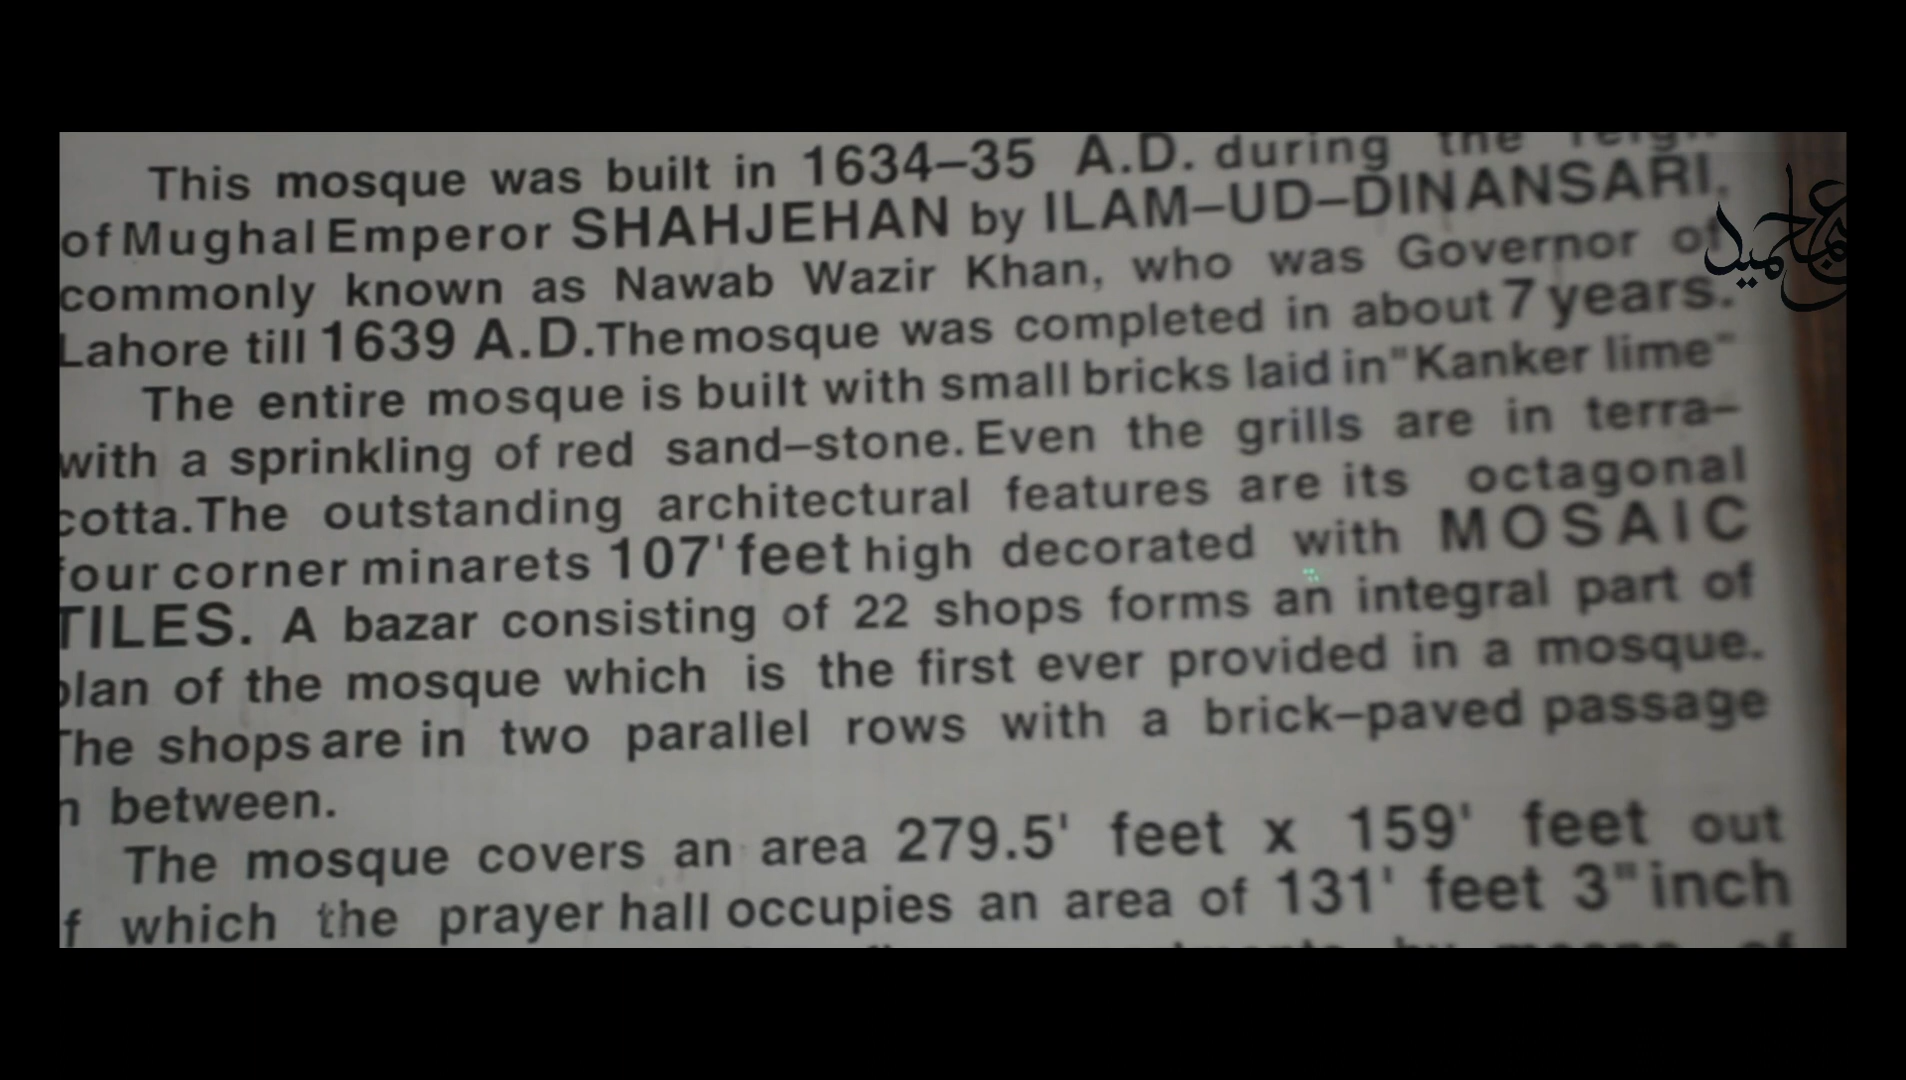 This mosque was built in 1634–35 A.D. during the reign
of Mughal Emperor SHAHJEHAN by ILAM–UD–DIN ANSARI.
commonly known as Nawab Wazir Khan, who was Governor of
Lahore till 1639 A.D. The mosque was completed in about 7 years.
The entire mosque is built with small bricks laid in "Kanker lime"
with a sprinkling of red sand–stone. Even the grills are in terra–
cotta. The outstanding architectural features are its octagonal
four corner minarets 107' feet high decorated with MOSAIC
TILES. A bazar consisting of 22 shops forms an integral part of
plan of the mosque which is the first ever provided in a mosque.
The shops are in two parallel rows with a brick–paved passage
n between.
The mosque covers an area 279.5' feet x 159' feet out
f which the prayer hall occupies an area of 131' feet 3" inch
by means of